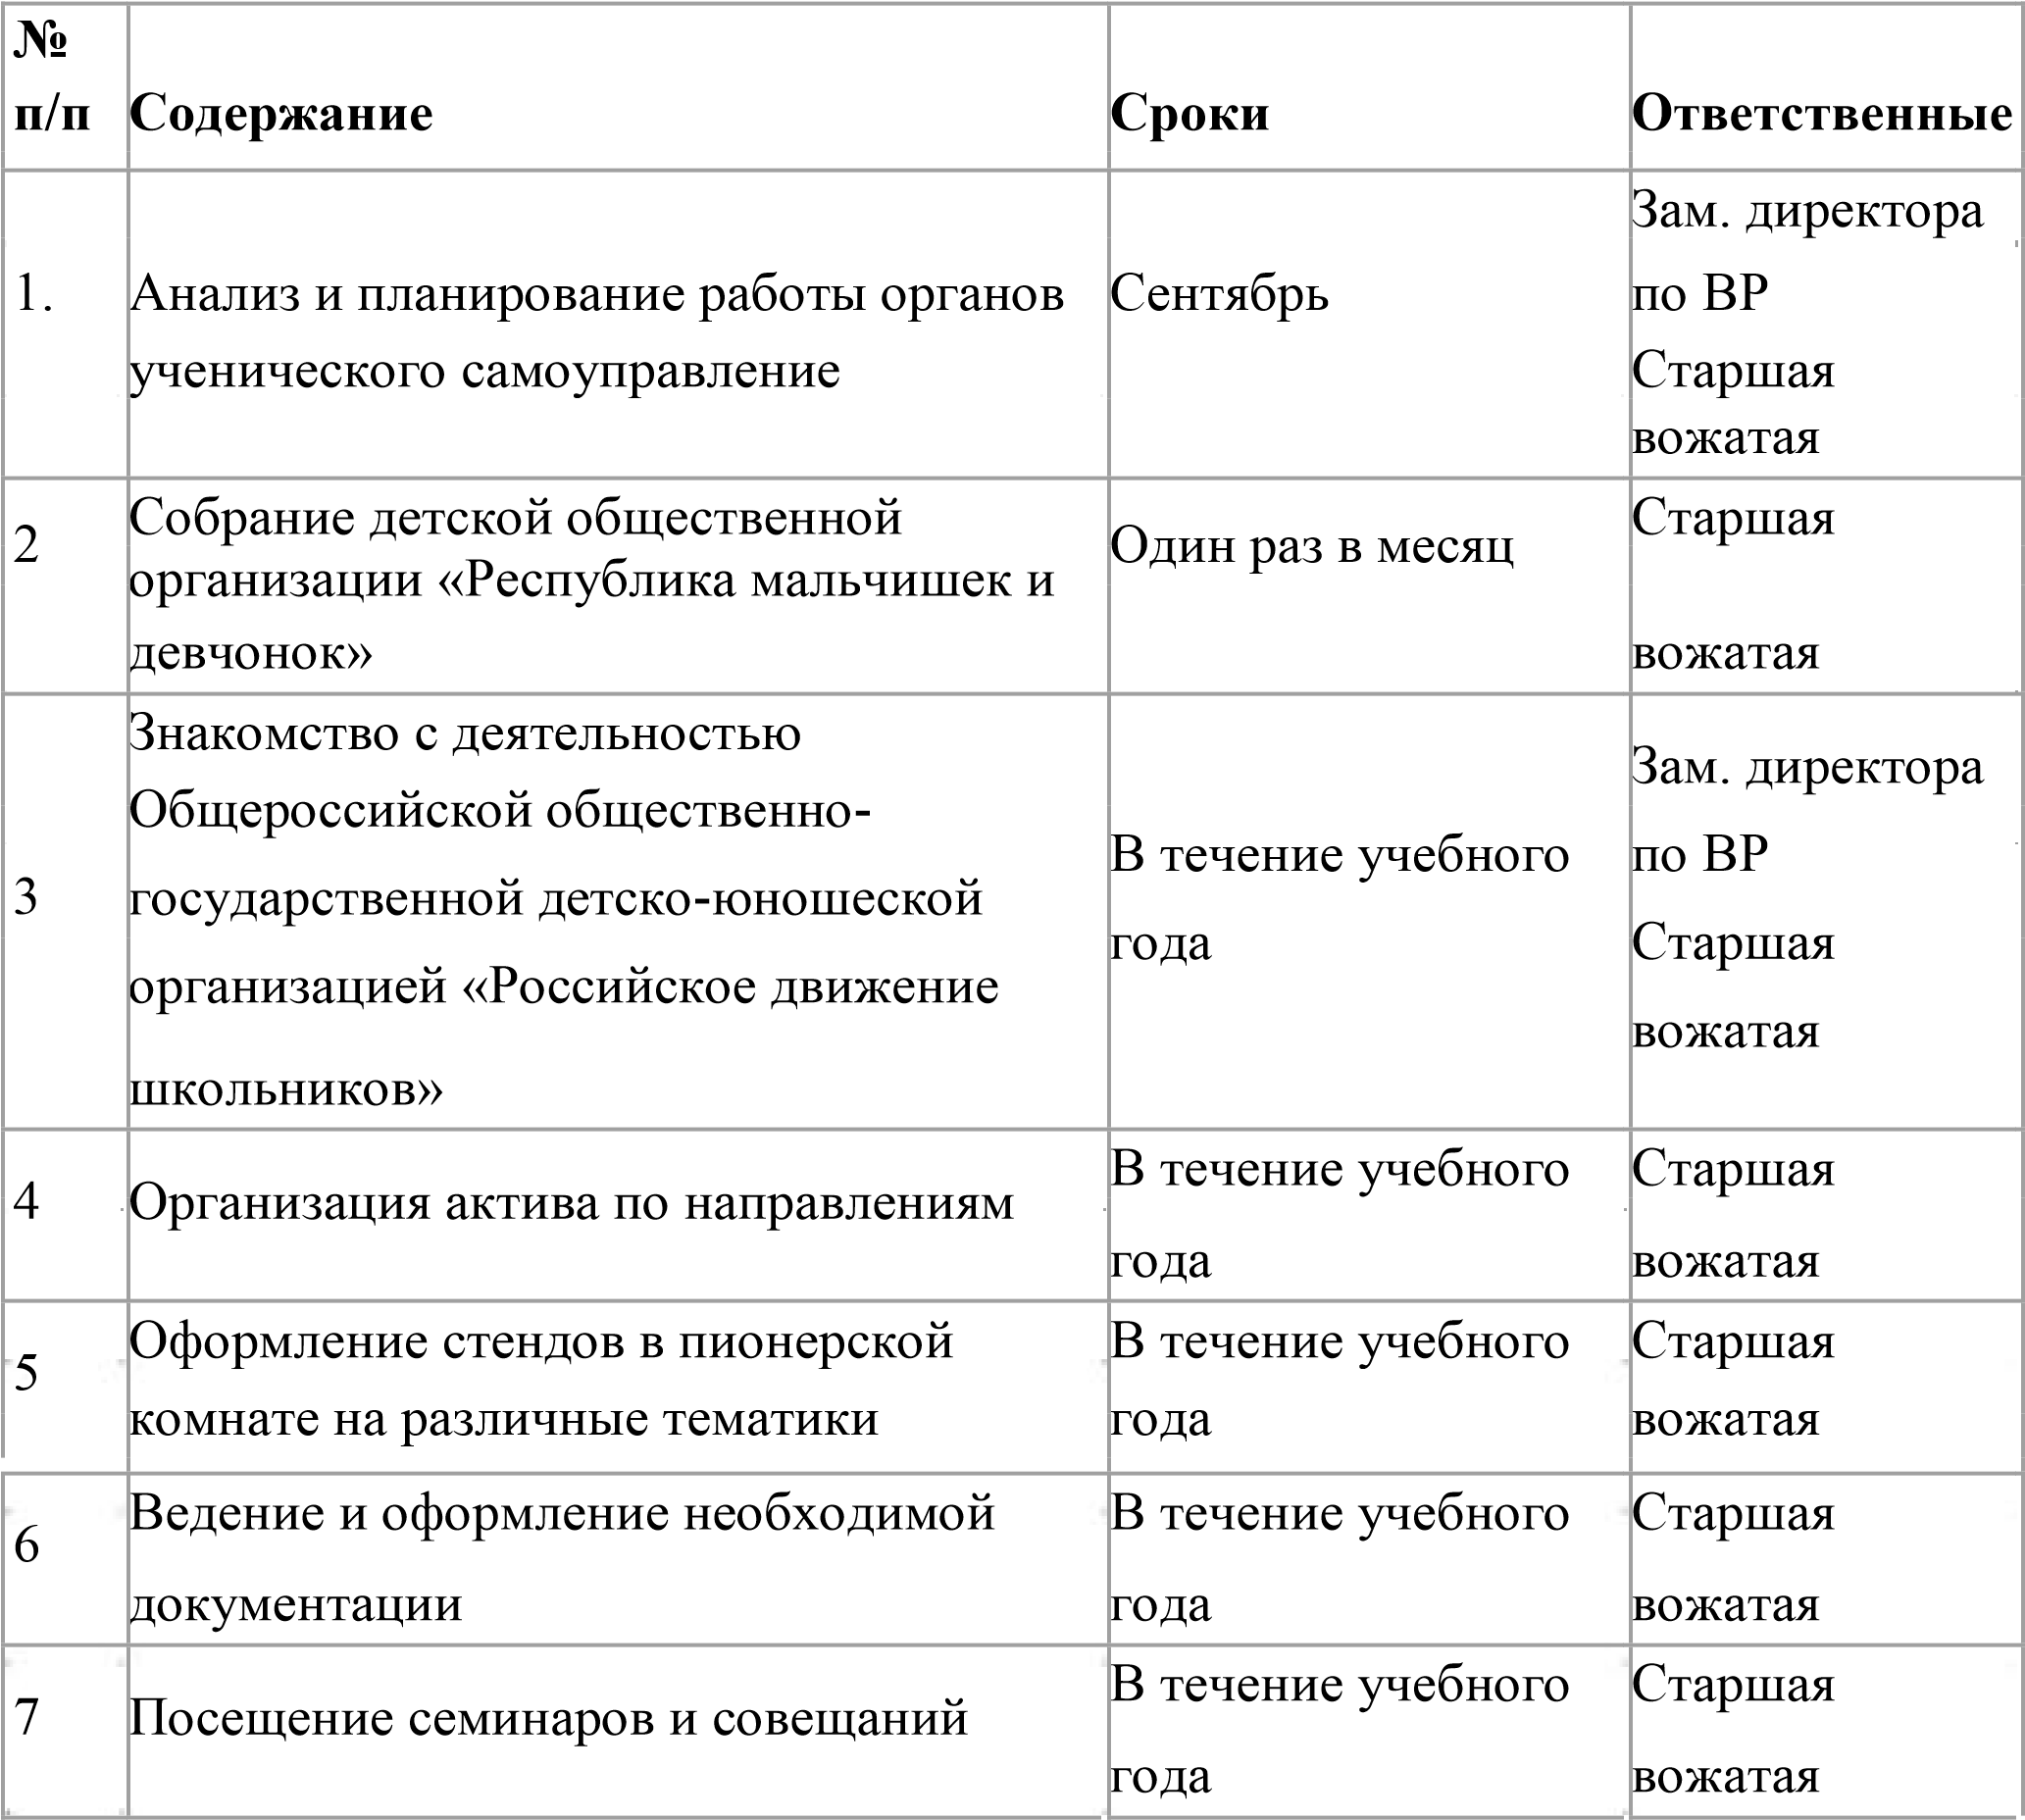 №
п/п
Содержание
Сроки
Ответственные
1.
Анализ и планирование работы органов
ученического самоуправление
Сентябрь
Зам. директора
по ВР
Старшая
вожатая
2
Собрание детской общественной
организации «Республика мальчишек и
девчонок»
Один раз в месяц
Старшая
вожатая
3
Знакомство с деятельностью
Общероссийской общественно-
государственной детско-юношеской
организацией «Российское движение
школьников»
В течение учебного
года
Зам. директора
по ВР
Старшая
вожатая
4
Организация актива по направлениям
В течение учебного
года
Старшая
вожатая
5
Оформление стендов в пионерской
комнате на различные тематики
В течение учебного
года
Старшая
вожатая
6
Ведение и оформление необходимой
документации
В течение учебного
года
Старшая
вожатая
7
Посещение семинаров и совещаний
В течение учебного
года
Старшая
вожатая